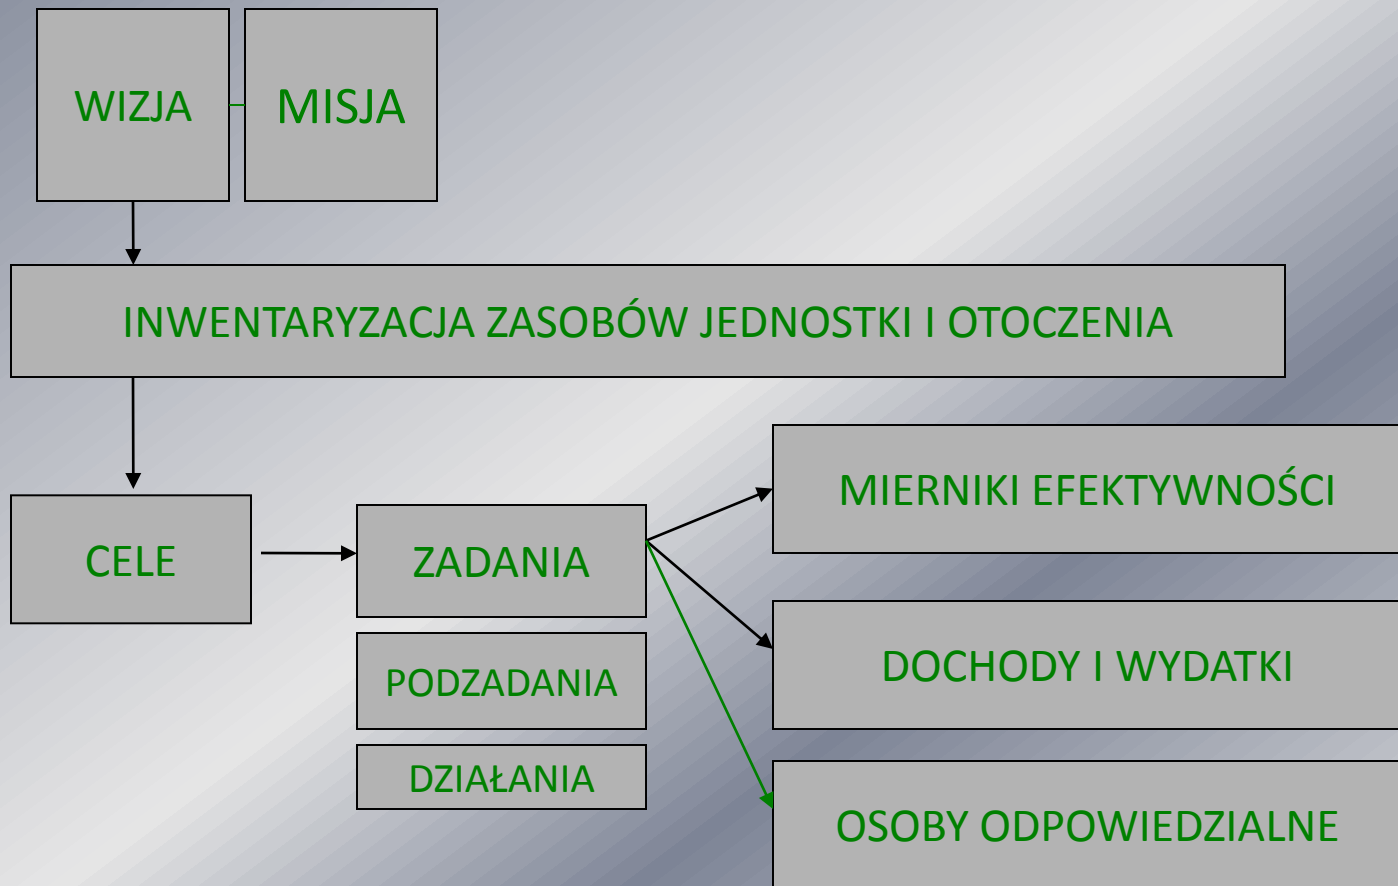 WIZJA
MISJA
INWENTARYZACJA ZASOBÓW JEDNOSTKI I OTOCZENIA
CELE
ZADANIA
PODZADANIA
DZIAŁANIA
MIERNIKI EFEKTYWNOŚCI
DOCHODY I WYDATKI
OSOBY ODPOWIEDZIALNE